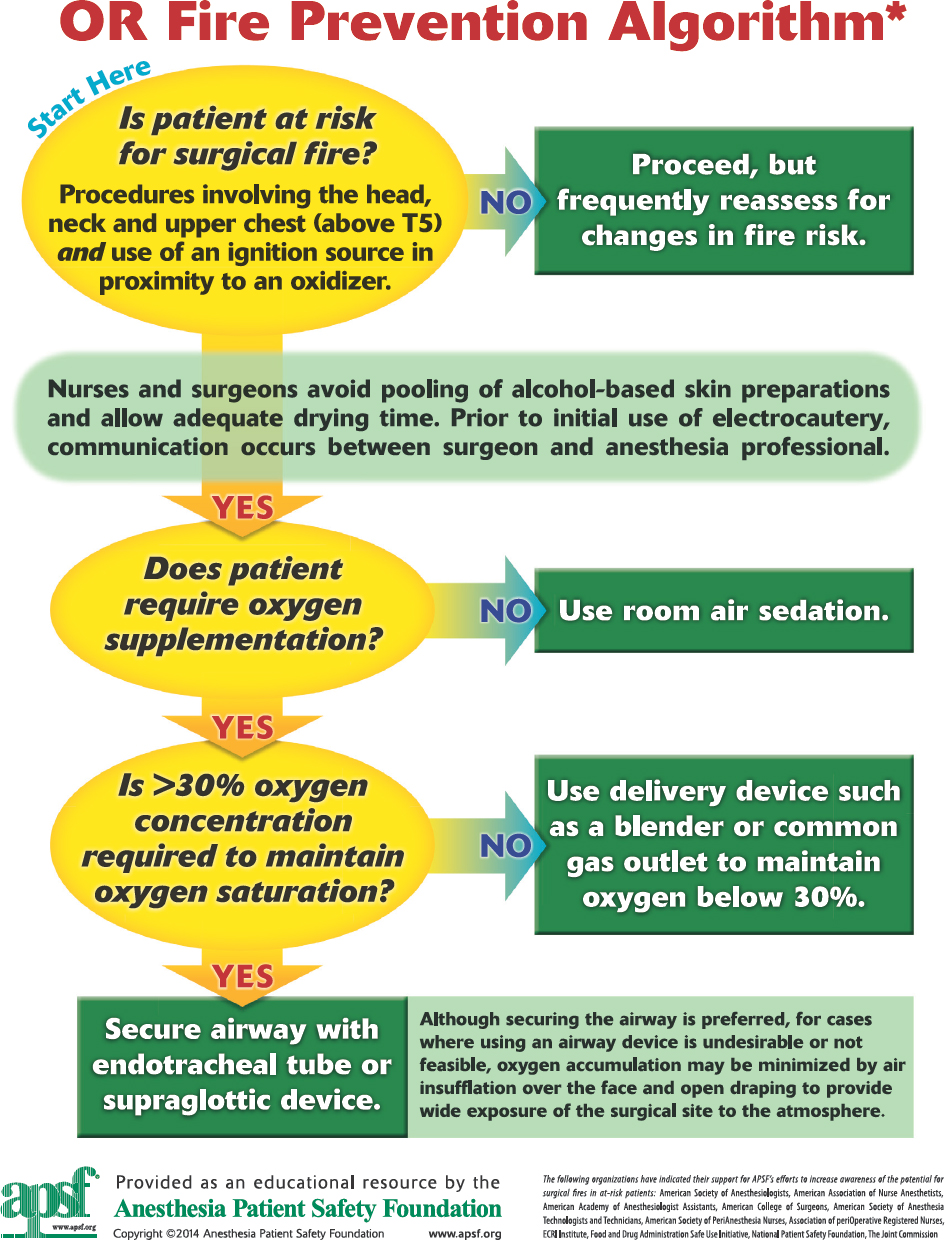 OR Fire Prevention Algorithm*
Start Here
Is patient at risk
for surgical fire?
Procedures involving the head,
neck and upper chest (above T5)
and use of an ignition source in
proximity to an oxidizer.
NO
Proceed, but
frequently reassess for
changes in fire risk.
Nurses and surgeons avoid pooling of alcohol-based skin preparations
and allow adequate drying time. Prior to initial use of electrocautery,
communication occurs between surgeon and anesthesia professional.
YES
Does patient
require oxygen
supplementation?
NO
Use room air sedation.
YES
Is >30% oxygen
concentration
required to maintain
oxygen saturation?
NO
Use delivery device such
as a blender or common
gas outlet to maintain
oxygen below 30%.
YES
Secure airway with
endotracheal tube or
supraglottic device.
Although securing the airway is preferred, for cases
where using an airway device is undesirable or not
feasible, oxygen accumulation may be minimized by air
insufflation over the face and open draping to provide
wide exposure of the surgical site to the atmosphere.
apsf
www.apsf.org
Provided as an educational resource by the
Anesthesia Patient Safety Foundation
Copyright ©2014 Anesthesia Patient Safety Foundation www.apsf.org
The following organizations have indicated their support for APSF's efforts to increase awareness of the potential for
surgical fires in at-risk patients: American Society of Anesthesiologists, American Association of Nurse Anesthetists,
American Academy of Anesthesiologist Assistants, American College of Surgeons, American Society of Anesthesia
Technologists and Technicians, American Society of PeriAnesthesia Nurses, Association of periOperative Registered Nurses,
ECRI Institute, Food and Drug Administration Safe Use Initiative, National Patient Safety Foundation, The Joint Commission